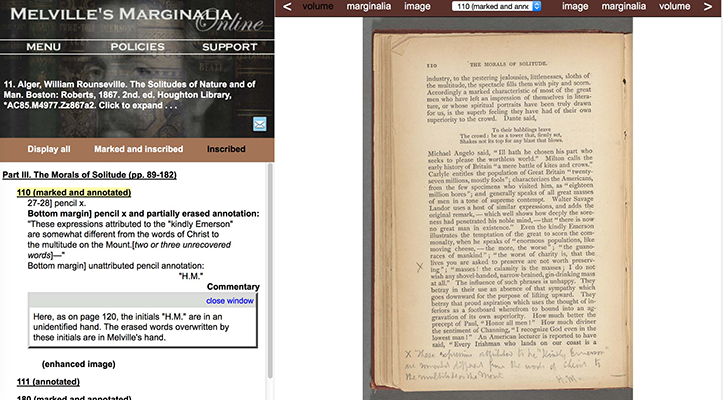 MELVILLE'S MARGINALIA
Online
MENU POLICIES SUPPORT
11. Alger, William Rounseville. The Solitudes of Nature and of
Man. Boston: Roberts, 1867. 2nd. ed. Houghton Library,
*AC85.M4977.Zz867a2. Click to expand . . .
Display all Marked and inscribed Inscribed
Part III. The Morals of Solitude (pp. 89-182)
110 (marked and annotated)
27-28] pencil x.
Bottom margin] pencil x and partially erased annotation:
"These expressions attributed to the "kindly Emerson"
are somewhat different from the words of Christ to
the multitude on the Mount.[two or three unrecovered
words]—"
Bottom margin] unattributed pencil annotation:
"H.M."
Commentary
close window
Here, as on page 120, the initials "H.M." are in an
unidentified hand. The erased words overwritten by
these initials are in Melville's hand.
(enhanced image)
111 (annotated)
180 (marked and annotated)
< volume marginalia image 110 (marked and anno image marginalia volume >
110 THE MORALS OF SOLITUDE.
industry, to the pestering jealousies, littlenesses, sloths of
the multitude, the spectacle fills them with pity and scorn.
Accordingly a marked characteristic of most of the great
men who have left an impression of themselves in litera-
ture, or whose spiritual portraits have been truly drawn
for us, is the superb feeling they have had of their own
superiority to the crowd. Dante said,
To their babblings leave
The crowd: be as a tower that, firmly set,
Shakes not its top for any blast that blows.
Michael Angelo said, "Ill hath he chosen his part who
seeks to please the worthless world." Milton calls the
early history of Britain "a mere battle of kites and crows."
Carlyle entitles the population of Great Britain "twenty-
seven millions, mostly fools"; characterizes the Americans,
from the few specimens who visited him, as "eighteen
million bores"; and generally speaks of all great masses
of men in a tone of supreme contempt. Walter Savage
Landor uses a host of similar expressions, and adds the
original remark, — which well shows how deeply the sore-
ness had penetrated his noble mind, — that "there is now
no great man in existence." Even the kindly Emerson
illustrates the temptation of the great to scorn the com-
monalty, when he speaks of "enormous populations, like
moving cheese, — the more, the worse"; "the guano-
races of mankind"; "the worst of charity is, that the
lives you are asked to preserve are not worth preserv-
ing"; "masses! the calamity is the masses; I do not
wish any shovel-handed, narrow-brained, gin-drinking mass
at all." The influence of such phrases is unhappy. They
betray in their use an absence of that sympathy which
goes downward for the purpose of lifting upward. They
betray that proud aspiration which uses the thought of in-
feriors as a footboard wherefrom to bound into an ag-
gravation of its own superiority. How much better the
precept of Paul, "Honor all men!" How much diviner
the sentiment of Channing, "I recognize God even in the
lowest man!" An American lecturer is reported to have
said, "Every Irishman who lands on our coast is a
X
X "These expressions attributed to the "kindly Emerson"
are somewhat different from the words of Christ to
the multitude on the Mount
H.M.